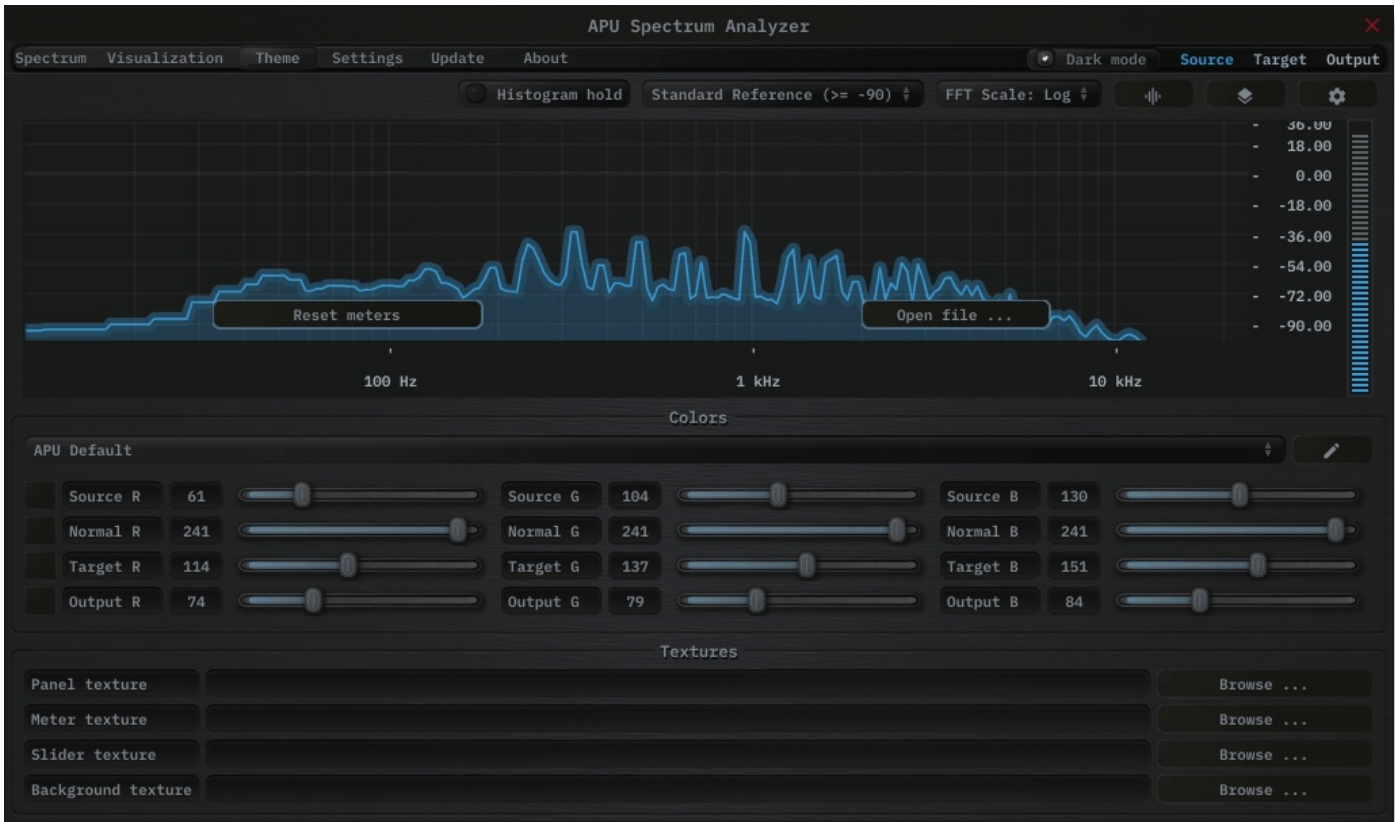 APU Spectrum Analyzer
Spectrum Visualization Theme Settings Update About Dark mode Source Target Output
Histogram hold Standard Reference (>= -90) FFT Scale: Log
- 36.00
- 18.00
- 0.00
- -18.00
- -36.00
- -54.00
- -72.00
- -90.00
Reset meters Open file ...
100 Hz 1 kHz 10 kHz
Colors
APU Default
Source R 61 Source G 104 Source B 130
Normal R 241 Normal G 241 Normal B 241
Target R 114 Target G 137 Target B 151
Output R 74 Output G 79 Output B 84
Textures
Panel texture Browse ...
Meter texture Browse ...
Slider texture Browse ...
Background texture Browse ...